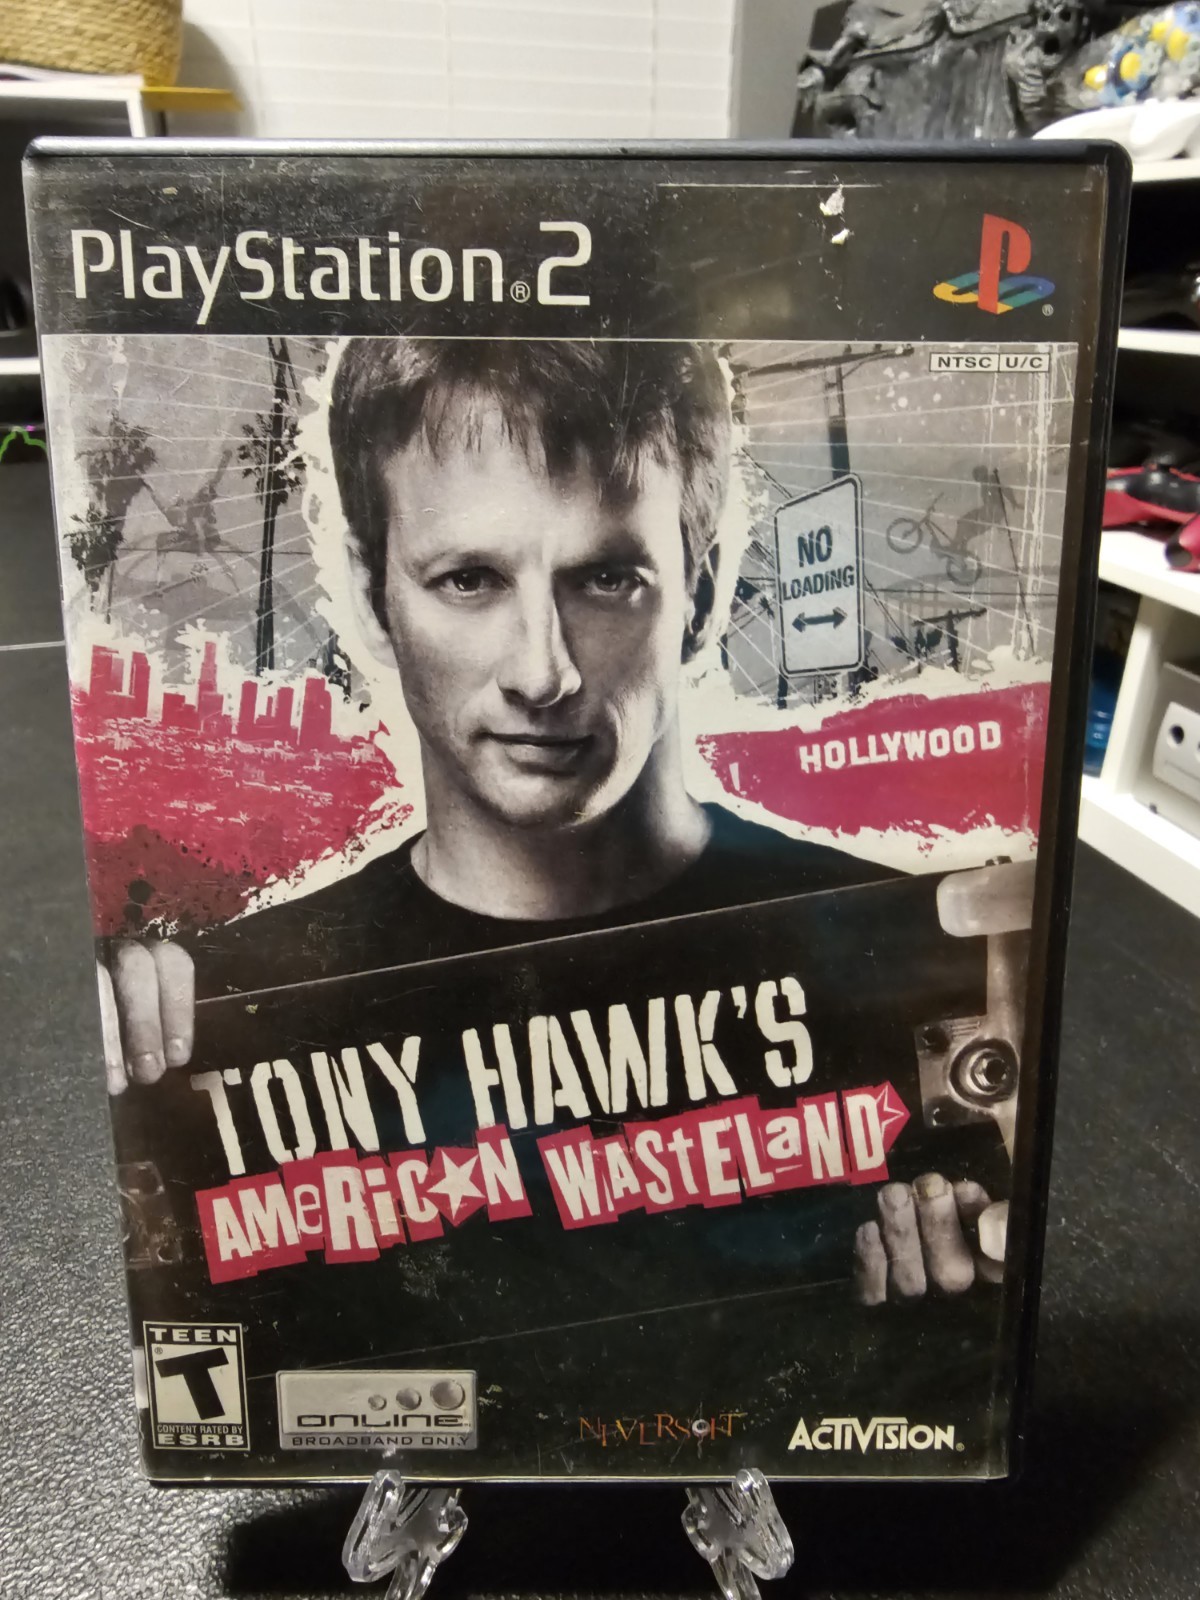 PlayStation®2
NTSC U/C
NO
LOADING
HOLLYWOOD
TONY HAWK'S
AMeRiCAN WAStELaND
TEEN
T
CONTENT RATED BY
ESRB
ONLINE
BROADBAND ONLY
NEVERSOFT
ACTIVISION®